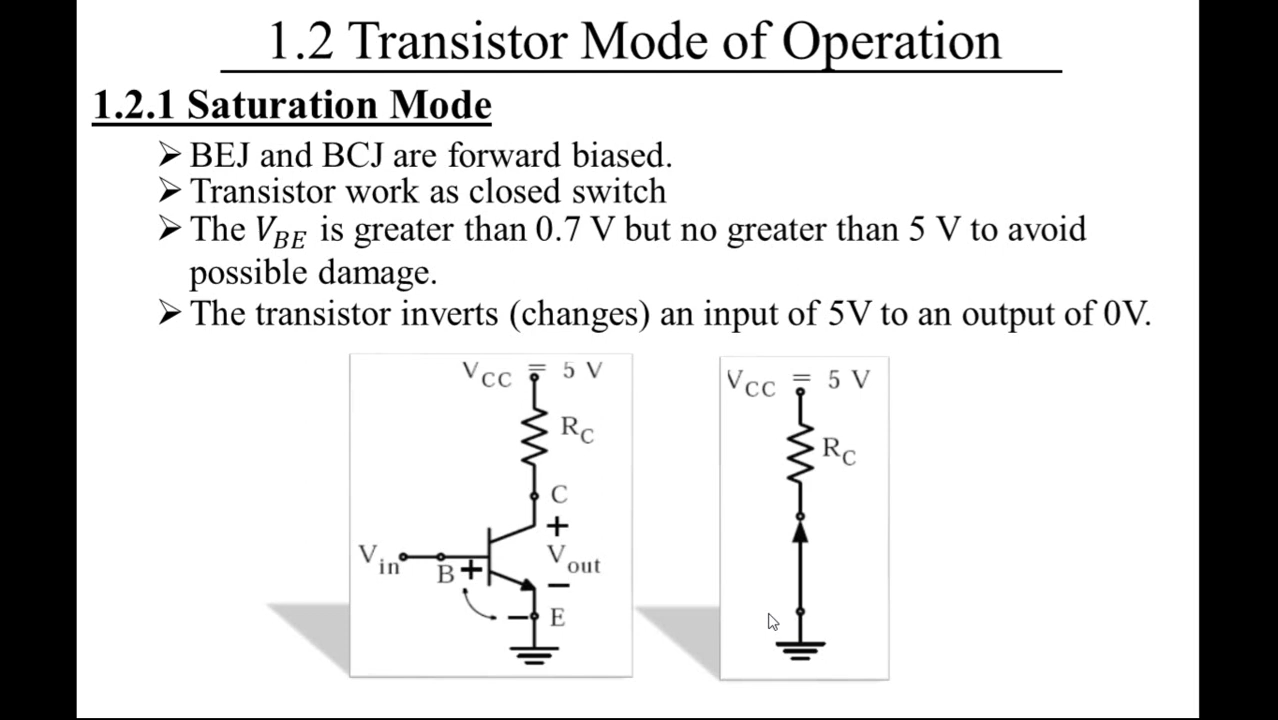 1.2 Transistor Mode of Operation
1.2.1 Saturation Mode
➢ BEJ and BCJ are forward biased.
➢ Transistor work as closed switch
➢ The V_BE is greater than 0.7 V but no greater than 5 V to avoid
possible damage.
➢ The transistor inverts (changes) an input of 5V to an output of 0V.
V_CC = 5 V
R_C
C
+
V_in
B +
V_out
−
− E
V_CC = 5 V
R_C